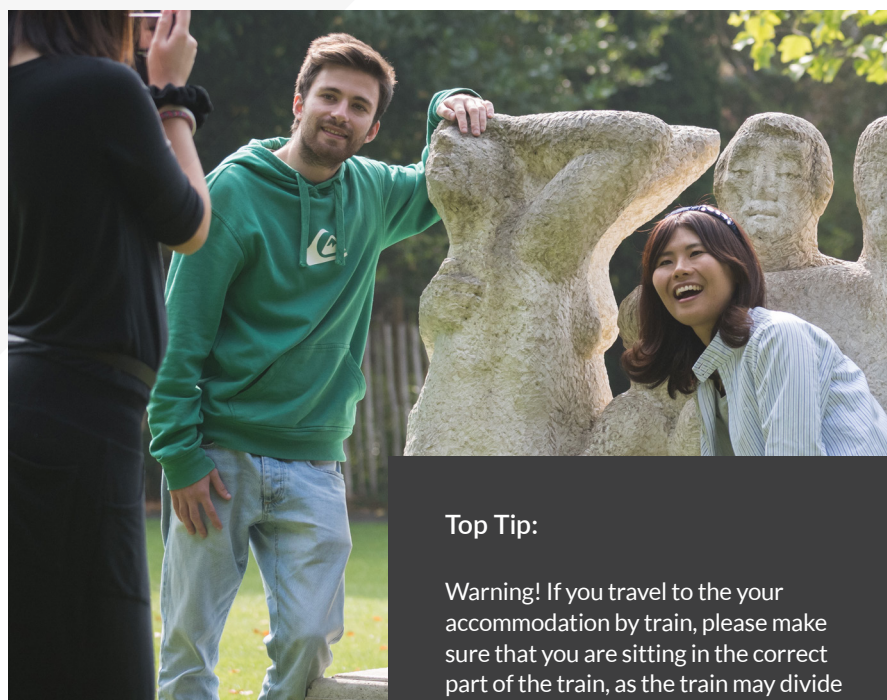 Top Tip:
Warning! If you travel to the your
accommodation by train, please make
sure that you are sitting in the correct
part of the train, as the train may divide